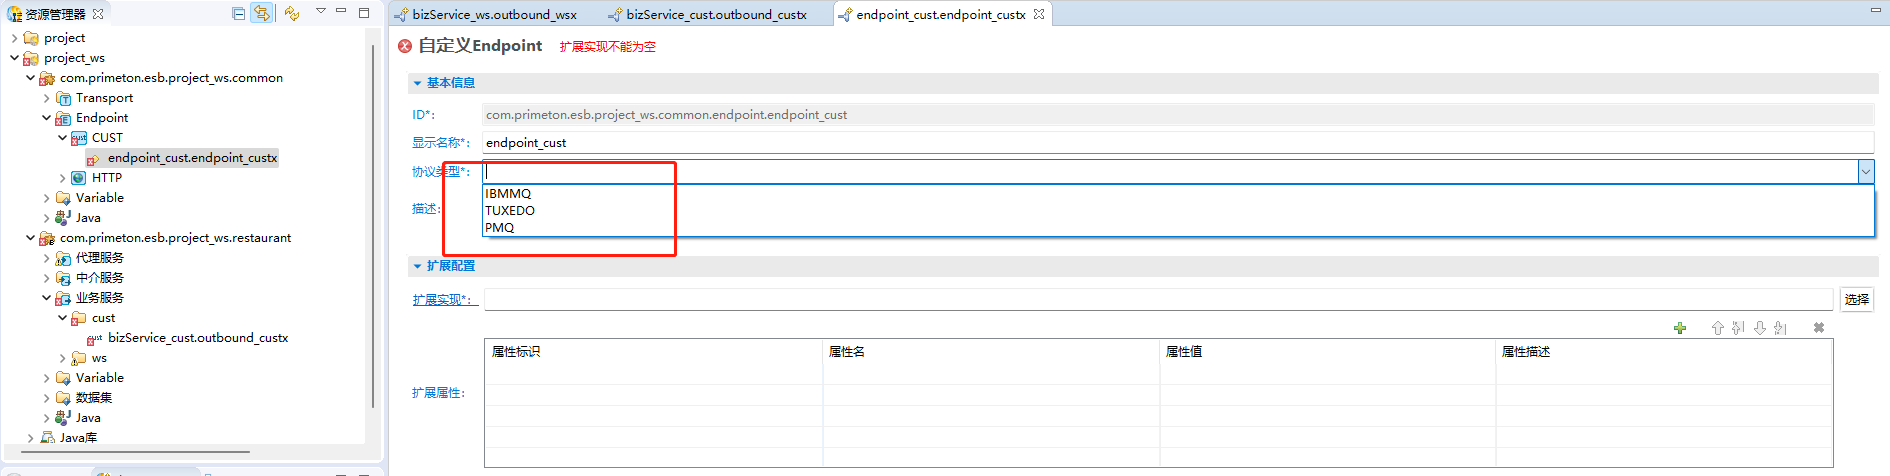 资源管理器
project
project_ws
com.primeton.esb.project_ws.common
Transport
Endpoint
CUST
endpoint_cust.endpoint_custx
HTTP
Variable
Java
com.primeton.esb.project_ws.restaurant
代理服务
中介服务
业务服务
cust
bizService_cust.outbound_custx
ws
Variable
数据集
Java
Java库
bizService_ws.outbound_wsx
bizService_cust.outbound_custx
endpoint_cust.endpoint_custx
自定义Endpoint 扩展实现不能为空
基本信息
ID*: com.primeton.esb.project_ws.common.endpoint.endpoint_cust
显示名称*: endpoint_cust
协议类型*:
IBMMQ
TUXEDO
PMQ
描述:
扩展配置
扩展实现*: 选择
属性标识 属性名 属性值 属性描述
扩展属性: